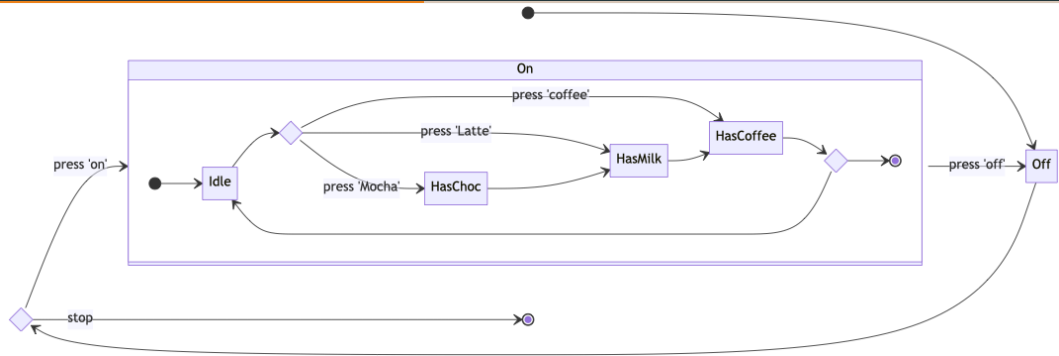 On
press 'coffee'
press 'Latte'
HasCoffee
HasMilk
press 'on'
press 'off'
Off
Idle
press 'Mocha'
HasChoc
stop